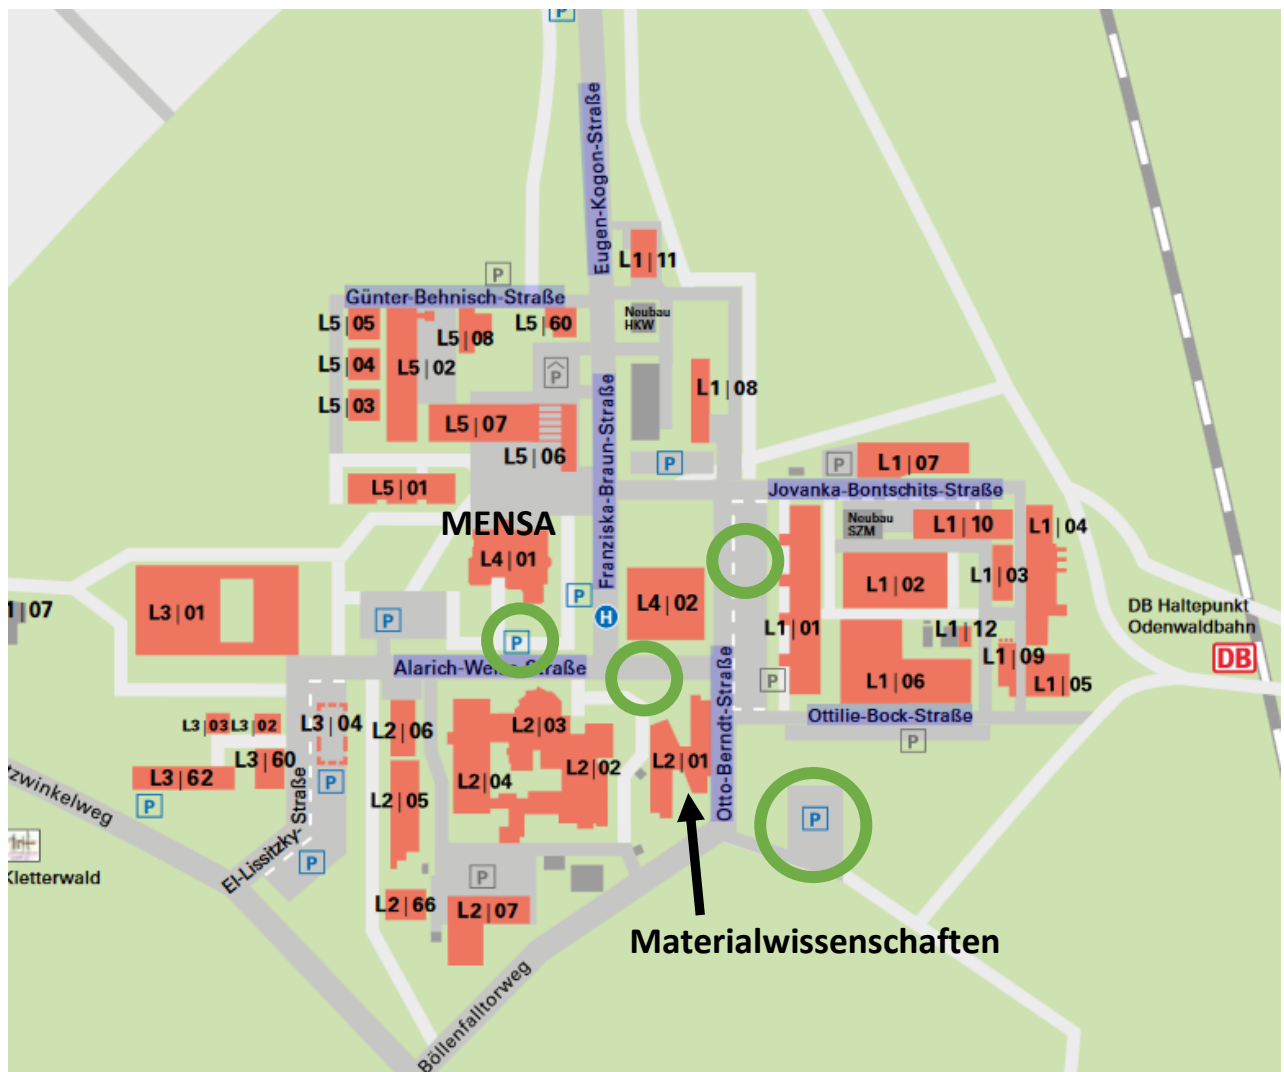 P
Eugen-Kogon-Straße
L1|11
P
Günter-Behnisch-Straße
Neubau
HKW
L5|05
L5|08
L5|60
L5|04
L5|02
P
L1|08
L5|03
Franziska-Braun-Straße
L5|07
L5|06
P
P
L1|07
L5|01
Jovanka-Bontschits-Straße
MENSA
Neubau
SZM
L1|10
L1|04
L4|01
L1|03
L1|02
P
L4|02
H
L3|01
1|07
P
P
L1|01
L1|12
DB Haltepunkt
Odenwaldbahn
DB
Alarich-Weiss-Straße
L1|09
L1|05
P
L1|06
Otto-Berndt-Straße
Ottilie-Bock-Straße
P
L3|03
L3|02
L3|04
L2|06
L2|03
L2|01
L3|60
L3|62
P
P
L2|04
L2|02
L2|05
P
tzwinkelweg
El-Lissitzky-Straße
P
Kletterwald
P
L2|66
L2|07
Materialwissenschaften
Böllenfalltorweg